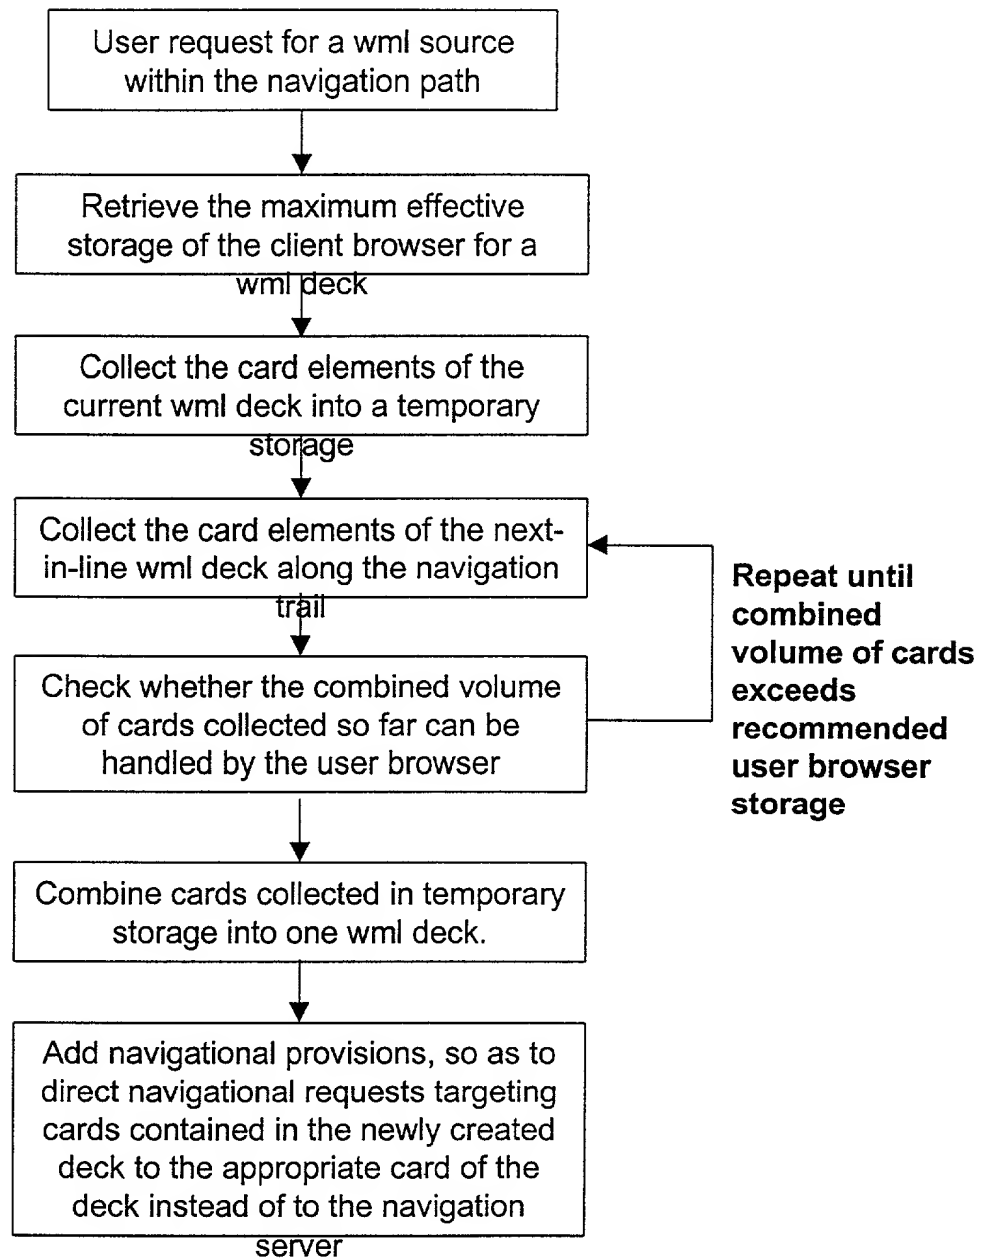 User request for a wml source
within the navigation path
Retrieve the maximum effective
storage of the client browser for a
wml deck
Collect the card elements of the
current wml deck into a temporary
storage
Collect the card elements of the next-
in-line wml deck along the navigation
trail
Check whether the combined volume
of cards collected so far can be
handled by the user browser
Repeat until
combined
volume of cards
exceeds
recommended
user browser
storage
Combine cards collected in temporary
storage into one wml deck.
Add navigational provisions, so as to
direct navigational requests targeting
cards contained in the newly created
deck to the appropriate card of the
deck instead of to the navigation
server